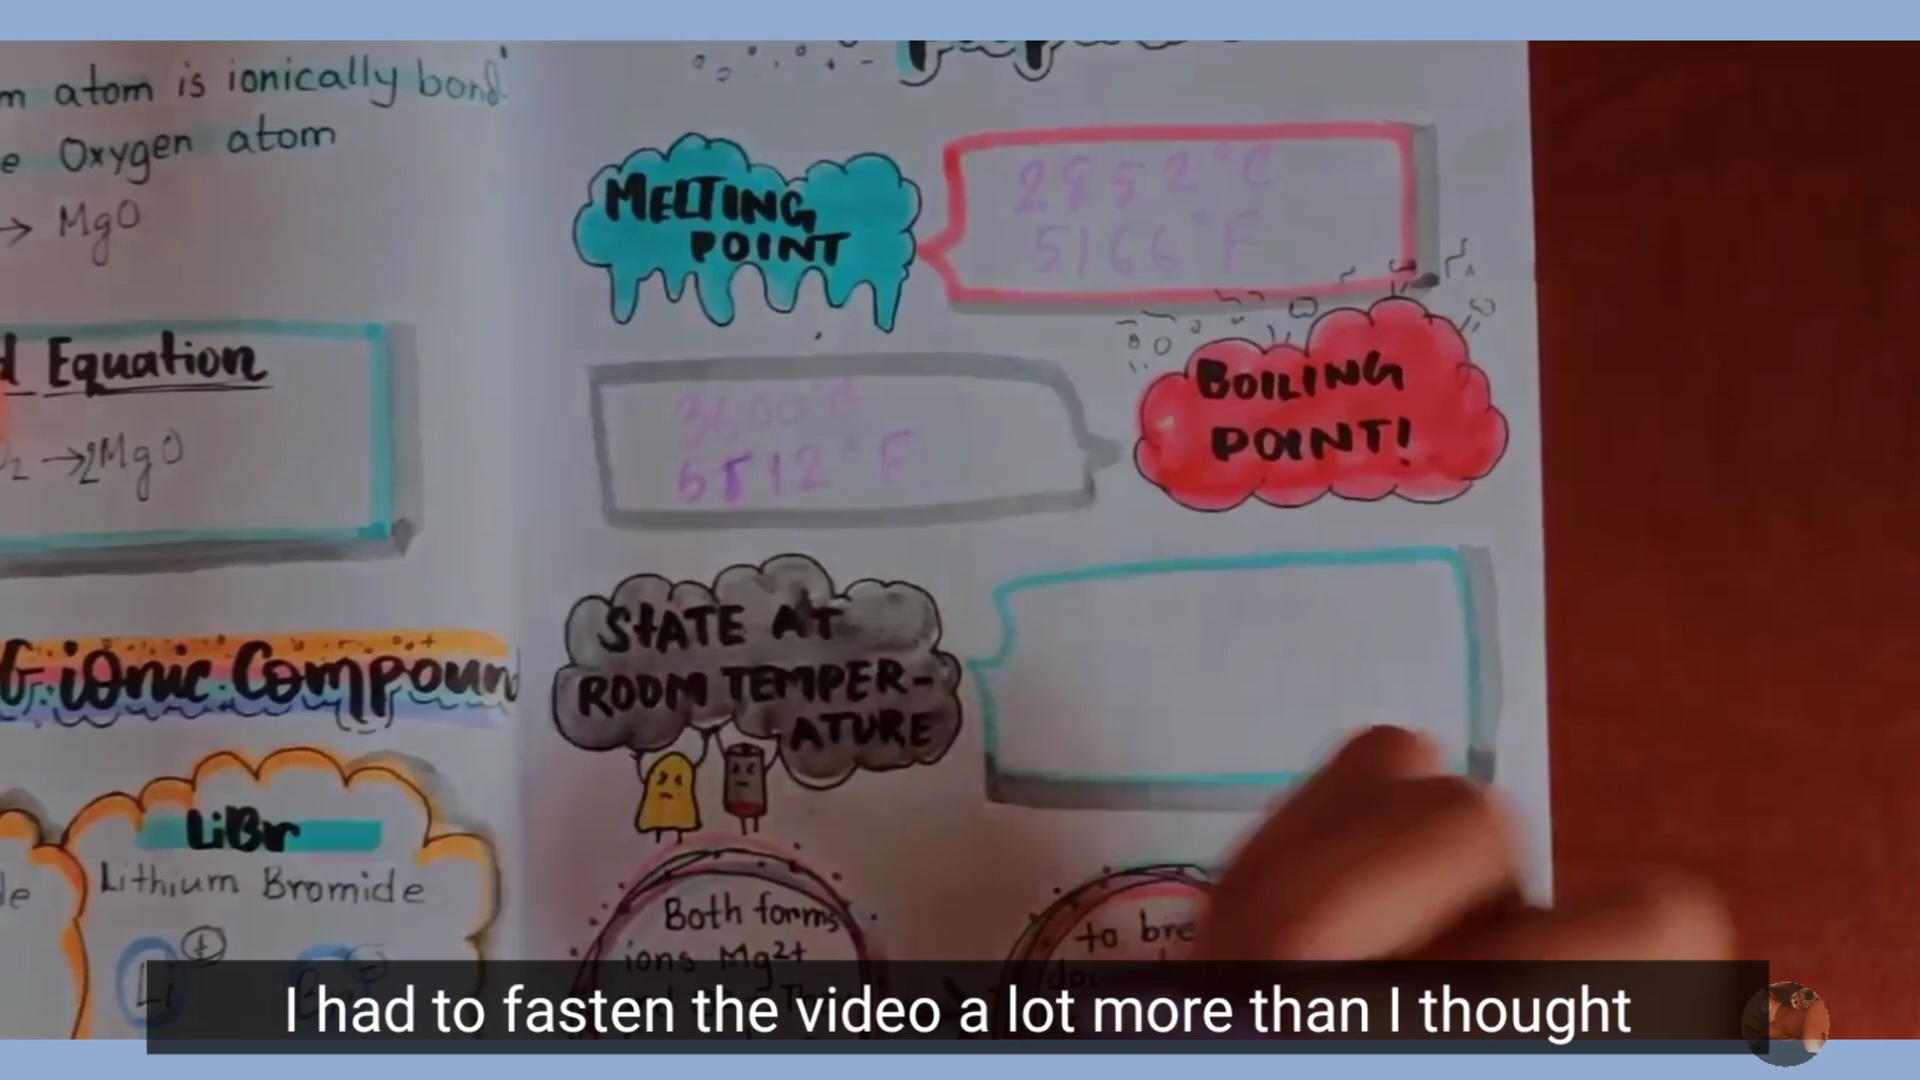 m atom is ionically bond
e Oxygen atom
→ MgO
d Equation
2 →2MgO
G ionic Compoun
LiBr
Lithium Bromide
Li +
MELTING
POINT
2852°C
5166°F
BOILING
POINT!
3600°C
6512°F
StATE AT
ROOM TEMPER-
ATURE
Both forms
ions Mg2+
to bre
I had to fasten the video a lot more than I thought